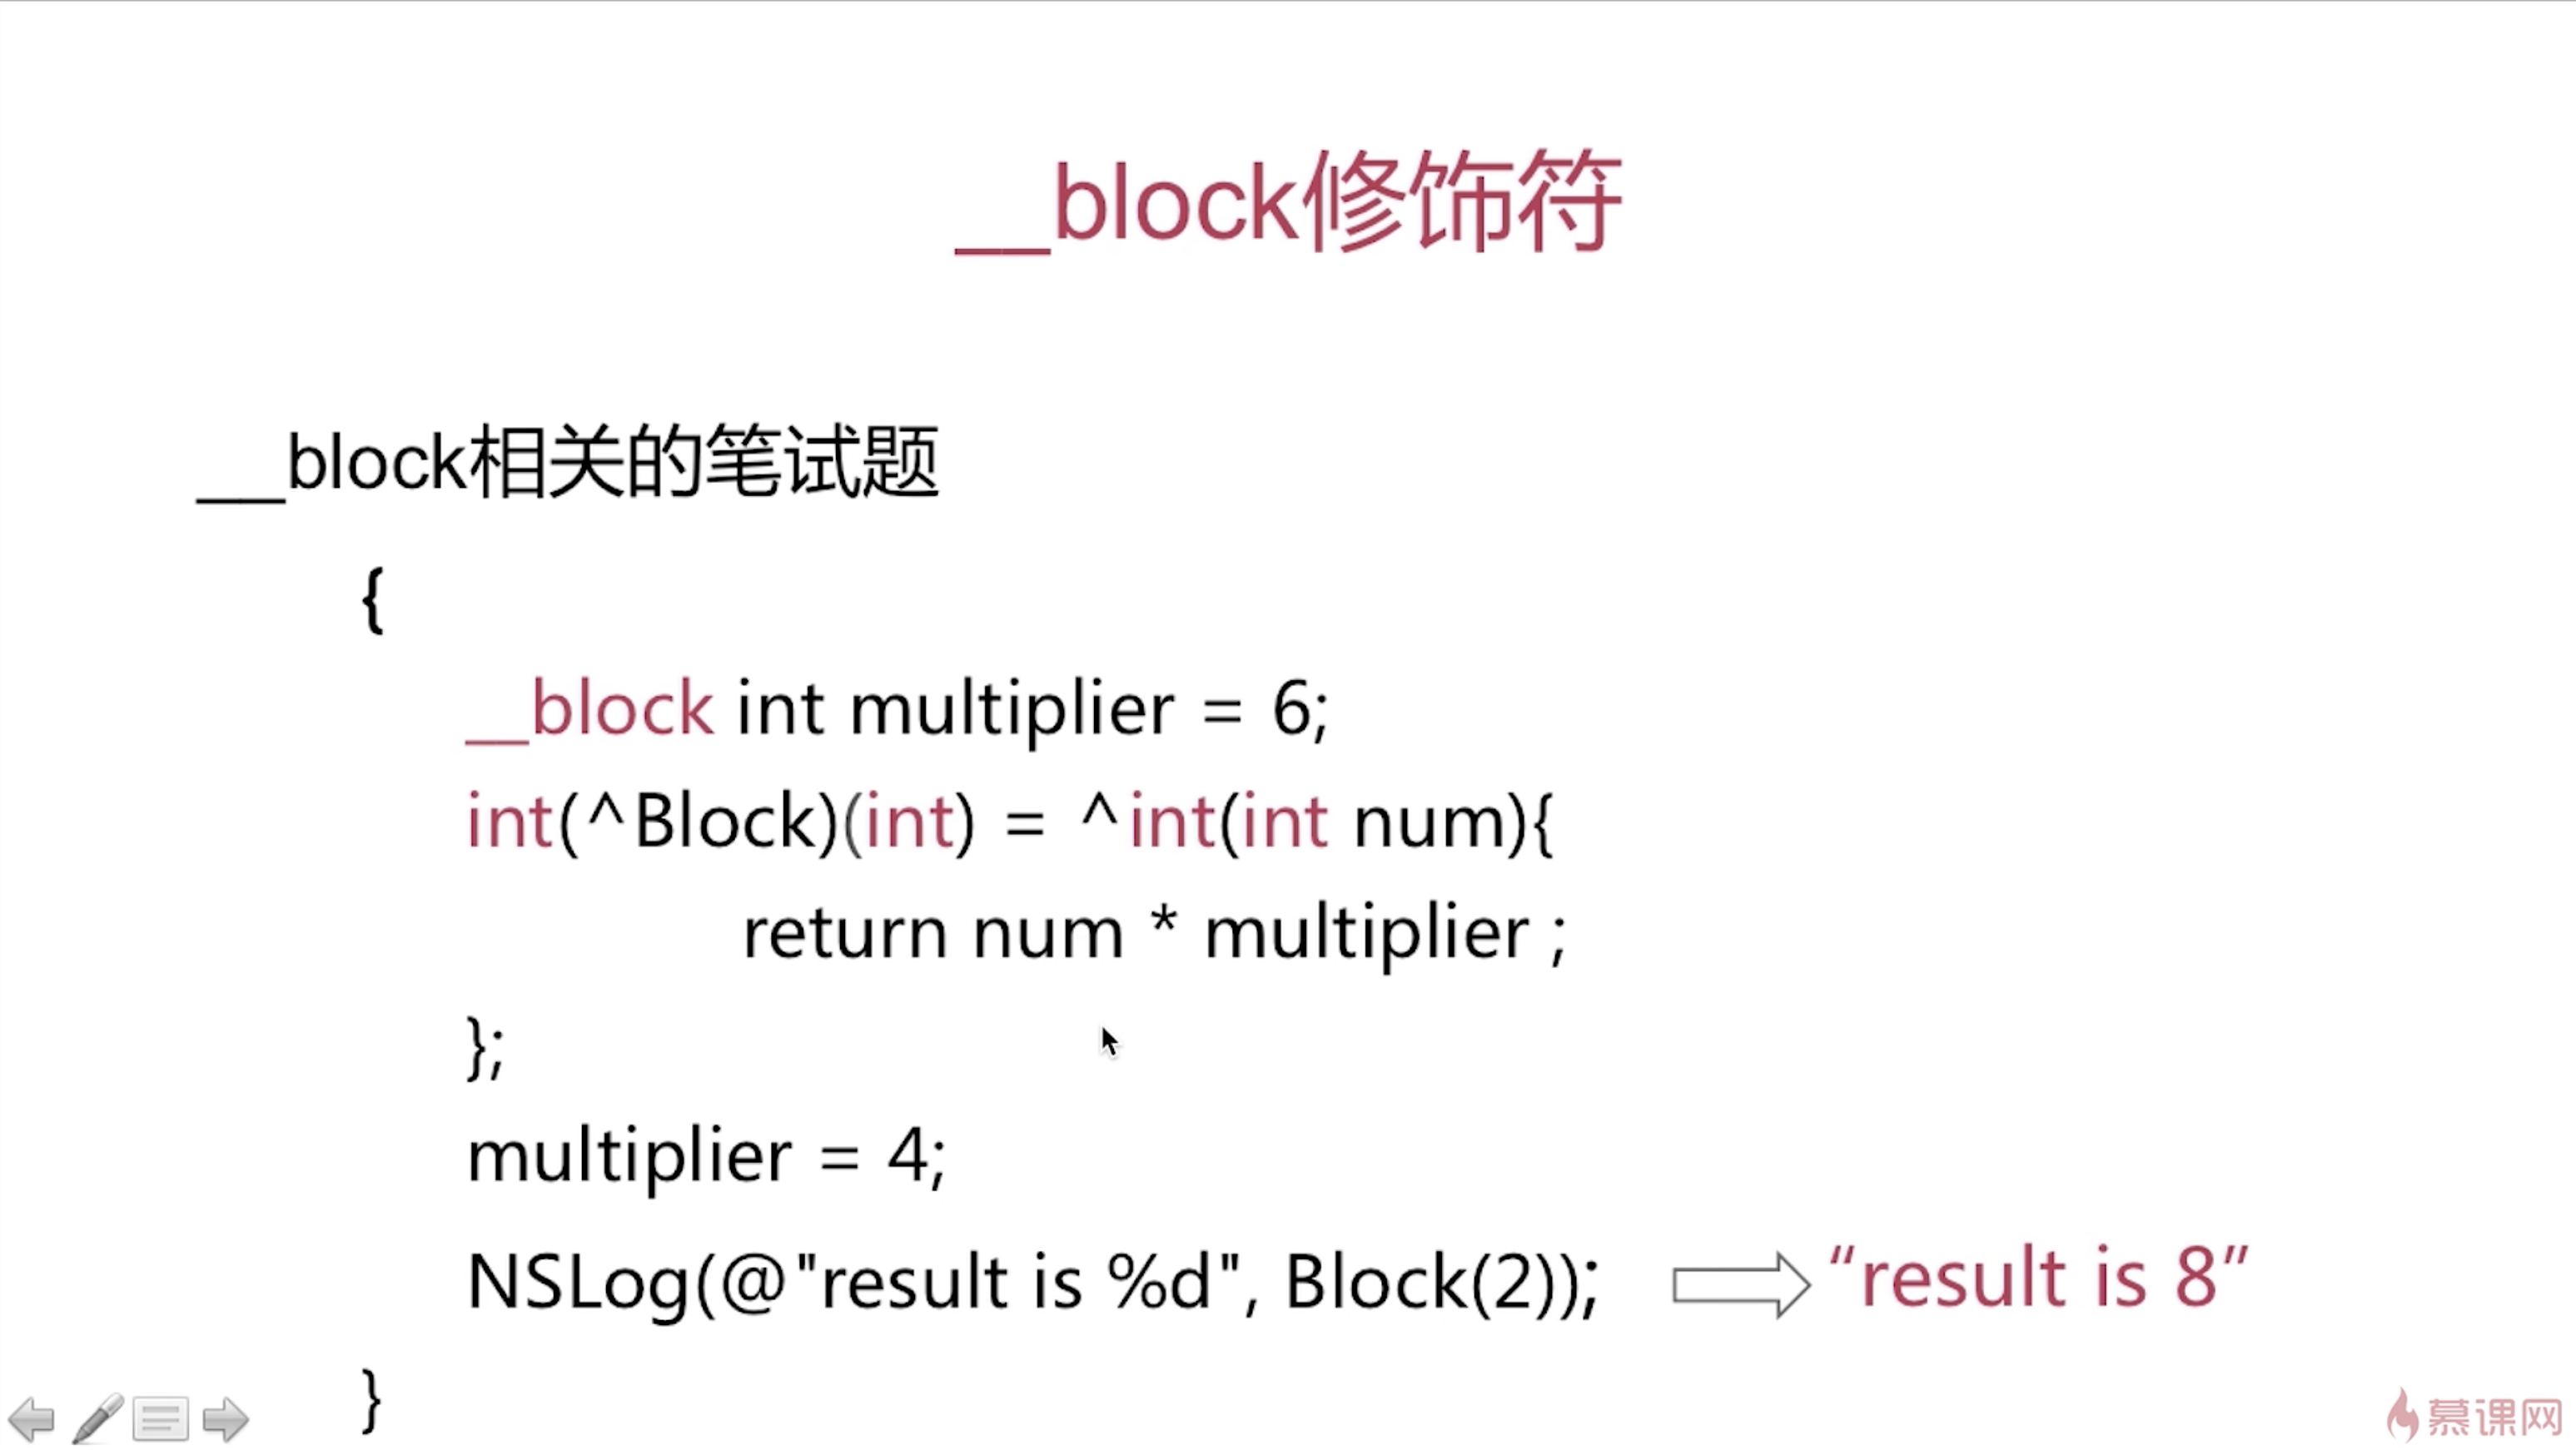 __block修饰符
__block相关的笔试题
{
__block int multiplier = 6;
int(^Block)(int) = ^int(int num){
return num * multiplier ;
};
multiplier = 4;
NSLog(@"result is %d", Block(2)); “result is 8”
}
慕课网